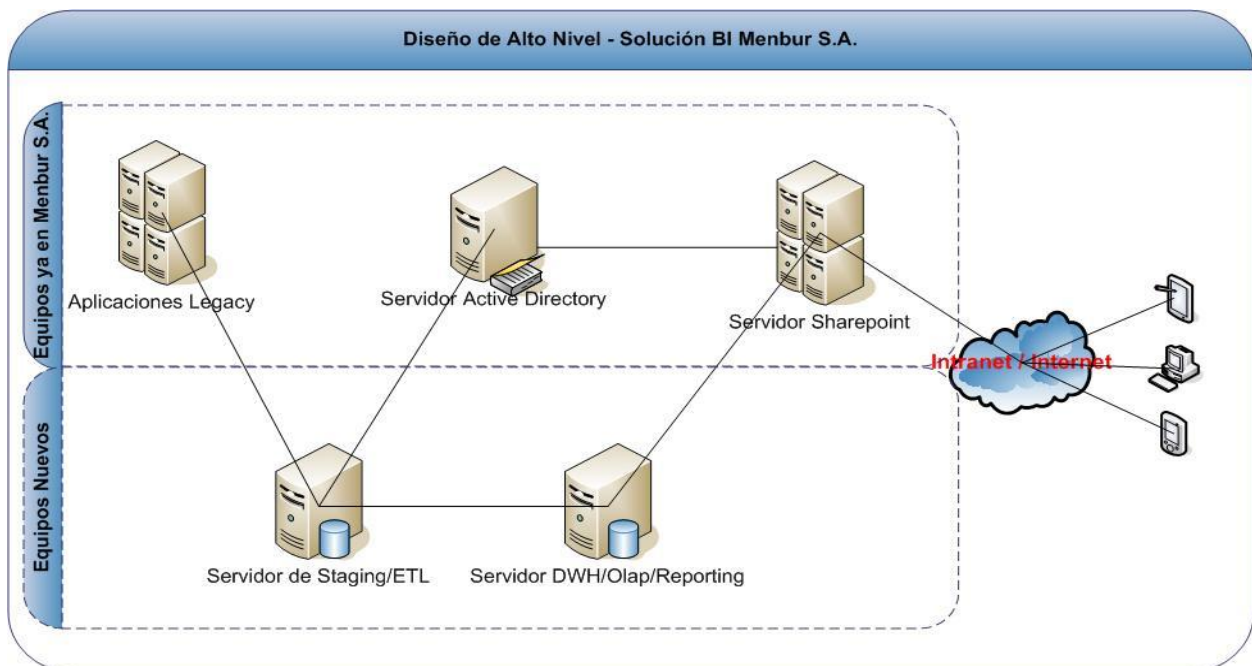 Diseño de Alto Nivel - Solución BI Menbur S.A.
Equipos ya en Menbur S.A.
Aplicaciones Legacy
Servidor Active Directory
Servidor Sharepoint
Intranet / Internet
Equipos Nuevos
Servidor de Staging/ETL
Servidor DWH/Olap/Reporting